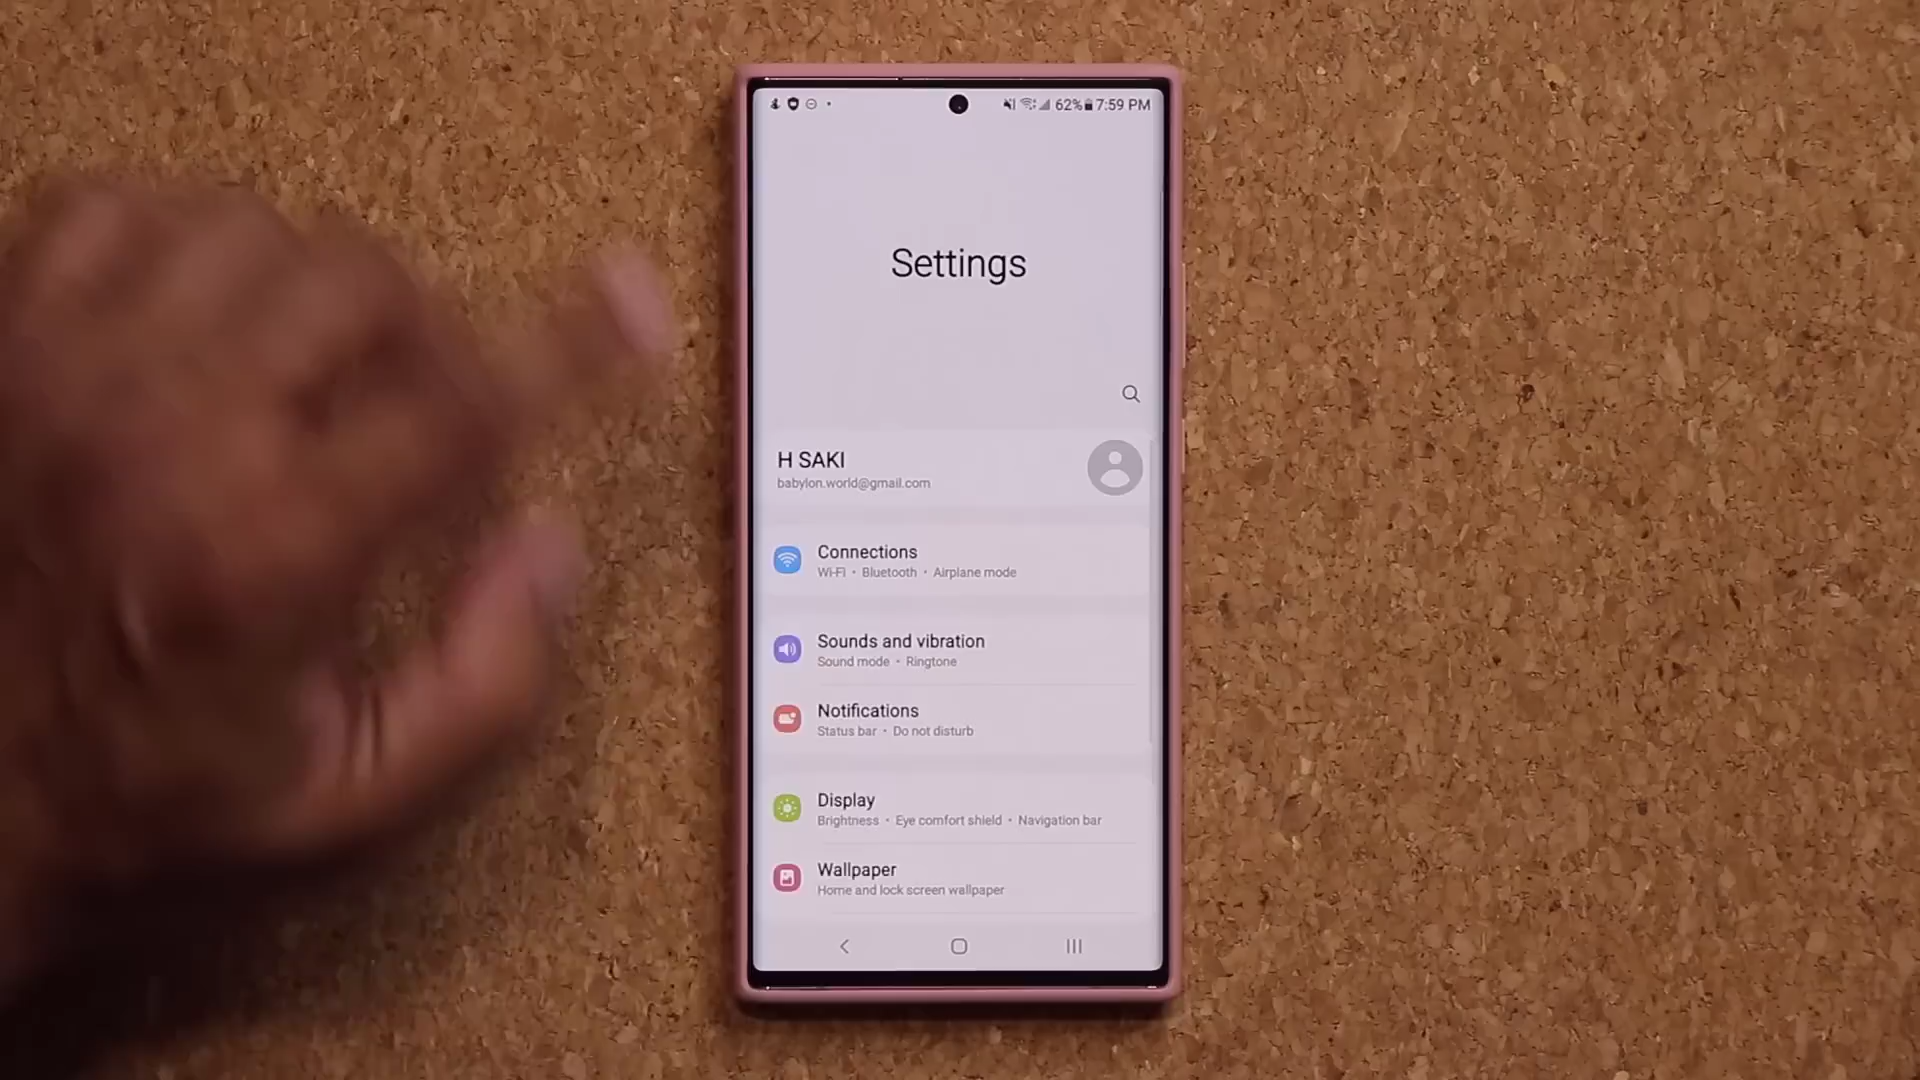 62% 7:59 PM
Settings
H SAKI
babylon.world@gmail.com
Connections
Wi-Fi • Bluetooth • Airplane mode
Sounds and vibration
Sound mode • Ringtone
Notifications
Status bar • Do not disturb
Display
Brightness • Eye comfort shield • Navigation bar
Wallpaper
Home and lock screen wallpaper